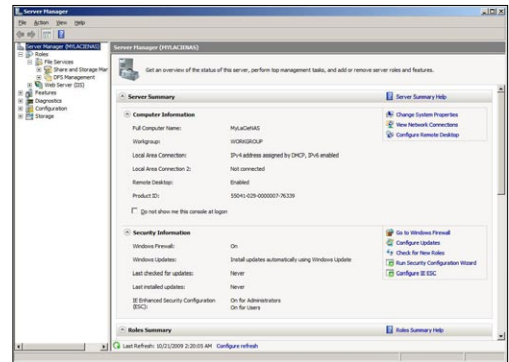 Server Manager
File Action View Help
Server Manager (MYLACIENAS)
Roles
File Services
Share and Storage Mar
DFS Management
Web Server (IIS)
Features
Diagnostics
Configuration
Storage
Server Manager (MYLACIENAS)
Get an overview of the status of this server, perform top management tasks, and add or remove server roles and features.
Server Summary
Server Summary Help
Computer Information
Full Computer Name: MyLaCieNAS
Workgroup: WORKGROUP
Local Area Connection: IPv4 address assigned by DHCP, IPv6 enabled
Local Area Connection 2: Not connected
Remote Desktop: Enabled
Product ID: 55041-029-0000007-76339
Do not show me this console at logon
Change System Properties
View Network Connections
Configure Remote Desktop
Security Information
Windows Firewall: On
Windows Updates: Install updates automatically using Windows Update
Last checked for updates: Never
Last installed updates: Never
IE Enhanced Security Configuration (ESC): On for Administrators
On for Users
Go to Windows Firewall
Configure Updates
Check for New Roles
Run Security Configuration Wizard
Configure IE ESC
Roles Summary
Roles Summary Help
Last Refresh: 10/21/2009 2:20:05 AM Configure refresh